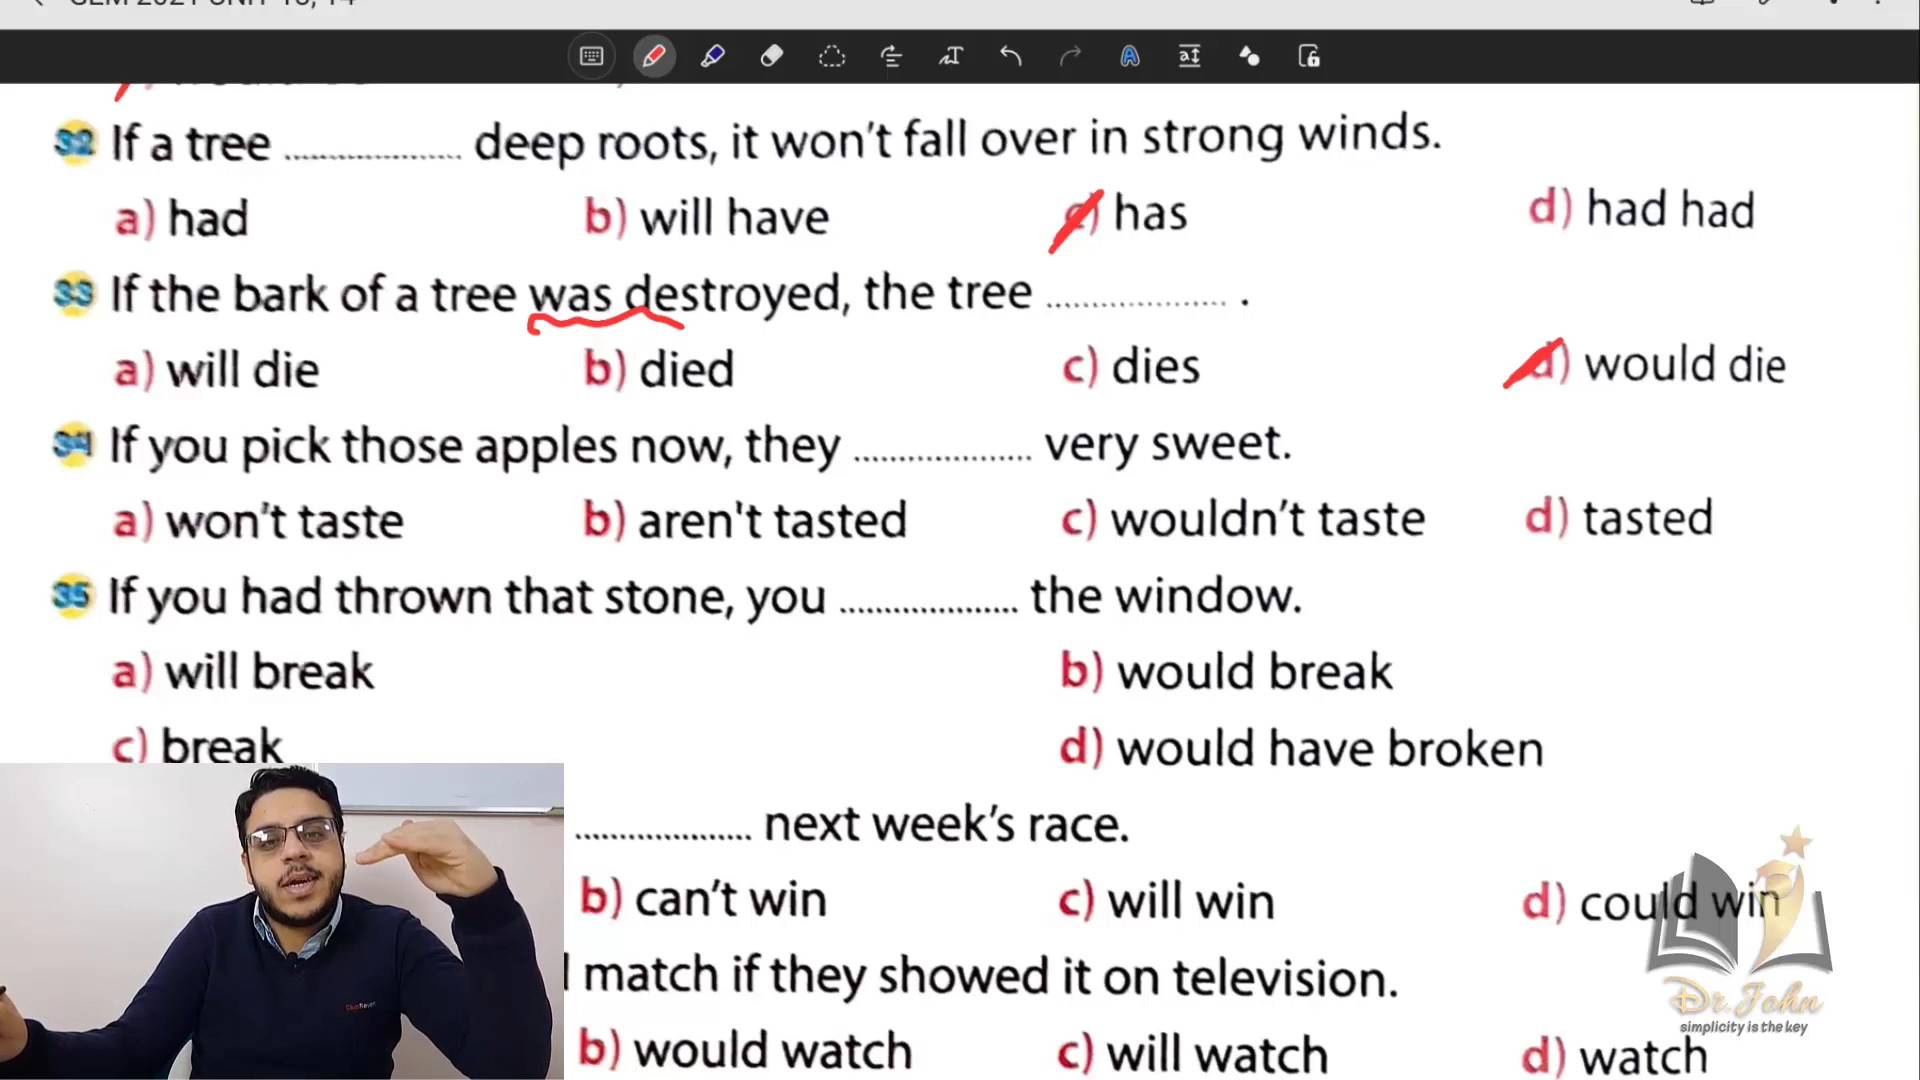 32 If a tree .................... deep roots, it won't fall over in strong winds.
a) had b) will have c) has d) had had
33 If the bark of a tree was destroyed, the tree .................... .
a) will die b) died c) dies d) would die
34 If you pick those apples now, they .................... very sweet.
a) won't taste b) aren't tasted c) wouldn't taste d) tasted
35 If you had thrown that stone, you .................... the window.
a) will break b) would break
c) break d) would have broken
.................... next week's race.
b) can't win c) will win d) could win
match if they showed it on television.
b) would watch c) will watch d) watch
Dr. John
simplicity is the key